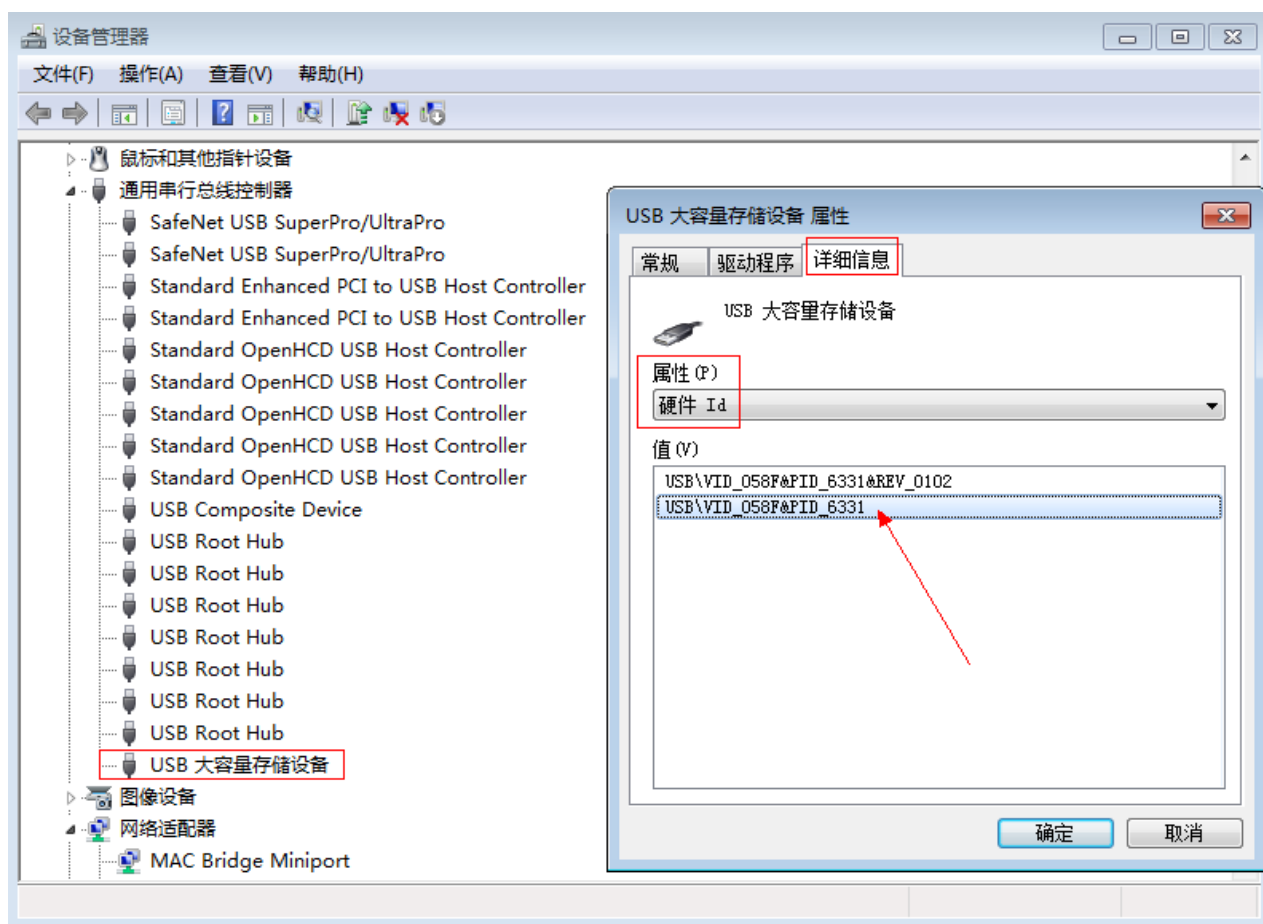 设备管理器
文件(F) 操作(A) 查看(V) 帮助(H)
鼠标和其他指针设备
通用串行总线控制器
SafeNet USB SuperPro/UltraPro
SafeNet USB SuperPro/UltraPro
Standard Enhanced PCI to USB Host Controller
Standard Enhanced PCI to USB Host Controller
Standard OpenHCD USB Host Controller
Standard OpenHCD USB Host Controller
Standard OpenHCD USB Host Controller
Standard OpenHCD USB Host Controller
Standard OpenHCD USB Host Controller
USB Composite Device
USB Root Hub
USB Root Hub
USB Root Hub
USB Root Hub
USB Root Hub
USB Root Hub
USB Root Hub
USB 大容量存储设备
图像设备
网络适配器
MAC Bridge Miniport
USB 大容量存储设备 属性
常规 驱动程序 详细信息
USB 大容量存储设备
属性(P)
硬件 Id
值(V)
USB\VID_058F&PID_6331&REV_0102
USB\VID_058F&PID_6331
确定 取消